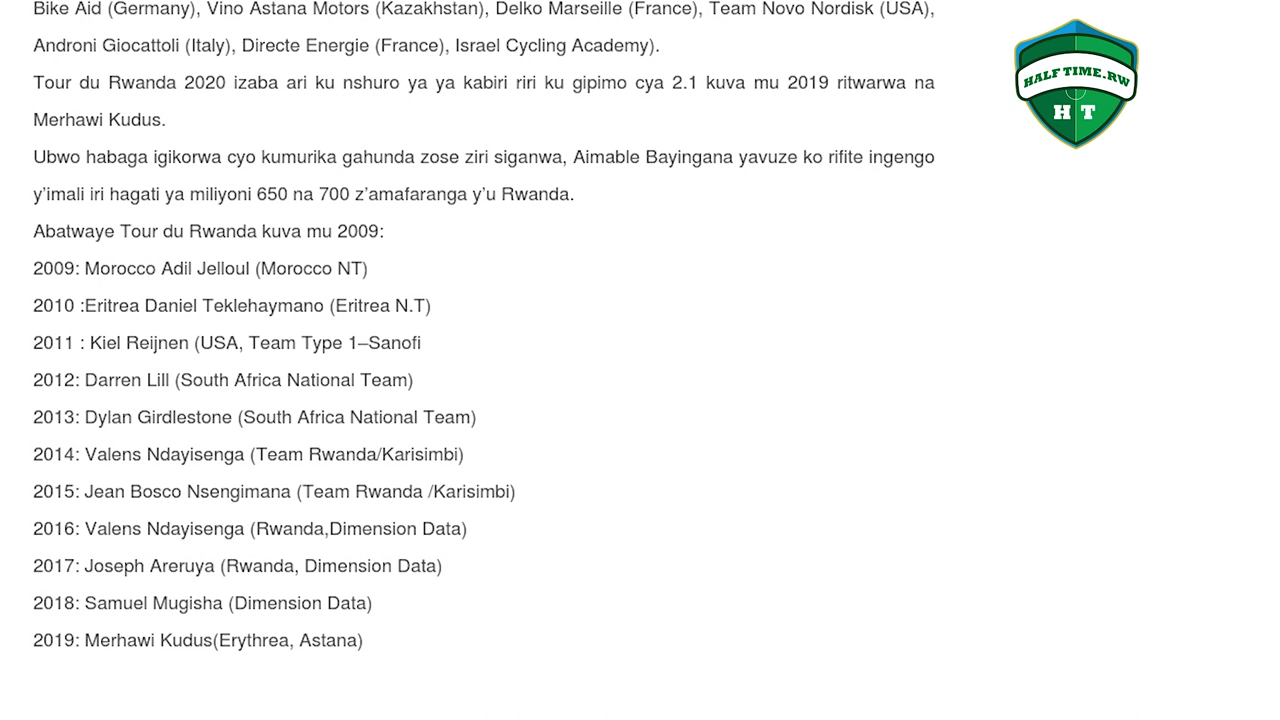 Bike Aid (Germany), Vino Astana Motors (Kazakhstan), Delko Marseille (France), Team Novo Nordisk (USA),
Androni Giocattoli (Italy), Directe Energie (France), Israel Cycling Academy).
Tour du Rwanda 2020 izaba ari ku nshuro ya ya kabiri riri ku gipimo cya 2.1 kuva mu 2019 ritwarwa na
Merhawi Kudus.
Ubwo habaga igikorwa cyo kumurika gahunda zose ziri siganwa, Aimable Bayingana yavuze ko rifite ingengo
y’imali iri hagati ya miliyoni 650 na 700 z’amafaranga y’u Rwanda.
Abatwaye Tour du Rwanda kuva mu 2009:
2009: Morocco Adil Jelloul (Morocco NT)
2010 :Eritrea Daniel Teklehaymano (Eritrea N.T)
2011 : Kiel Reijnen (USA, Team Type 1–Sanofi
2012: Darren Lill (South Africa National Team)
2013: Dylan Girdlestone (South Africa National Team)
2014: Valens Ndayisenga (Team Rwanda/Karisimbi)
2015: Jean Bosco Nsengimana (Team Rwanda /Karisimbi)
2016: Valens Ndayisenga (Rwanda,Dimension Data)
2017: Joseph Areruya (Rwanda, Dimension Data)
2018: Samuel Mugisha (Dimension Data)
2019: Merhawi Kudus(Erythrea, Astana)
HALF TIME.RW
H T